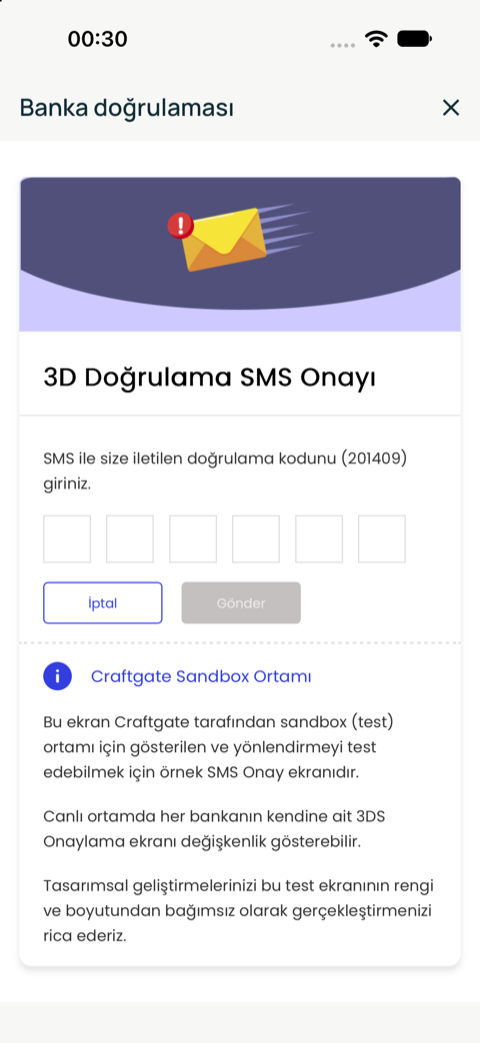 00:30
Banka doğrulaması
3D Doğrulama SMS Onayı
SMS ile size iletilen doğrulama kodunu (201409)
giriniz.
İptal
Gönder
Craftgate Sandbox Ortamı
Bu ekran Craftgate tarafından sandbox (test)
ortamı için gösterilen ve yönlendirmeyi test
edebilmek için örnek SMS Onay ekranıdır.
Canlı ortamda her bankanın kendine ait 3DS
Onaylama ekranı değişkenlik gösterebilir.
Tasarımsal geliştirmelerinizi bu test ekranının rengi
ve boyutundan bağımsız olarak gerçekleştirmenizi
rica ederiz.